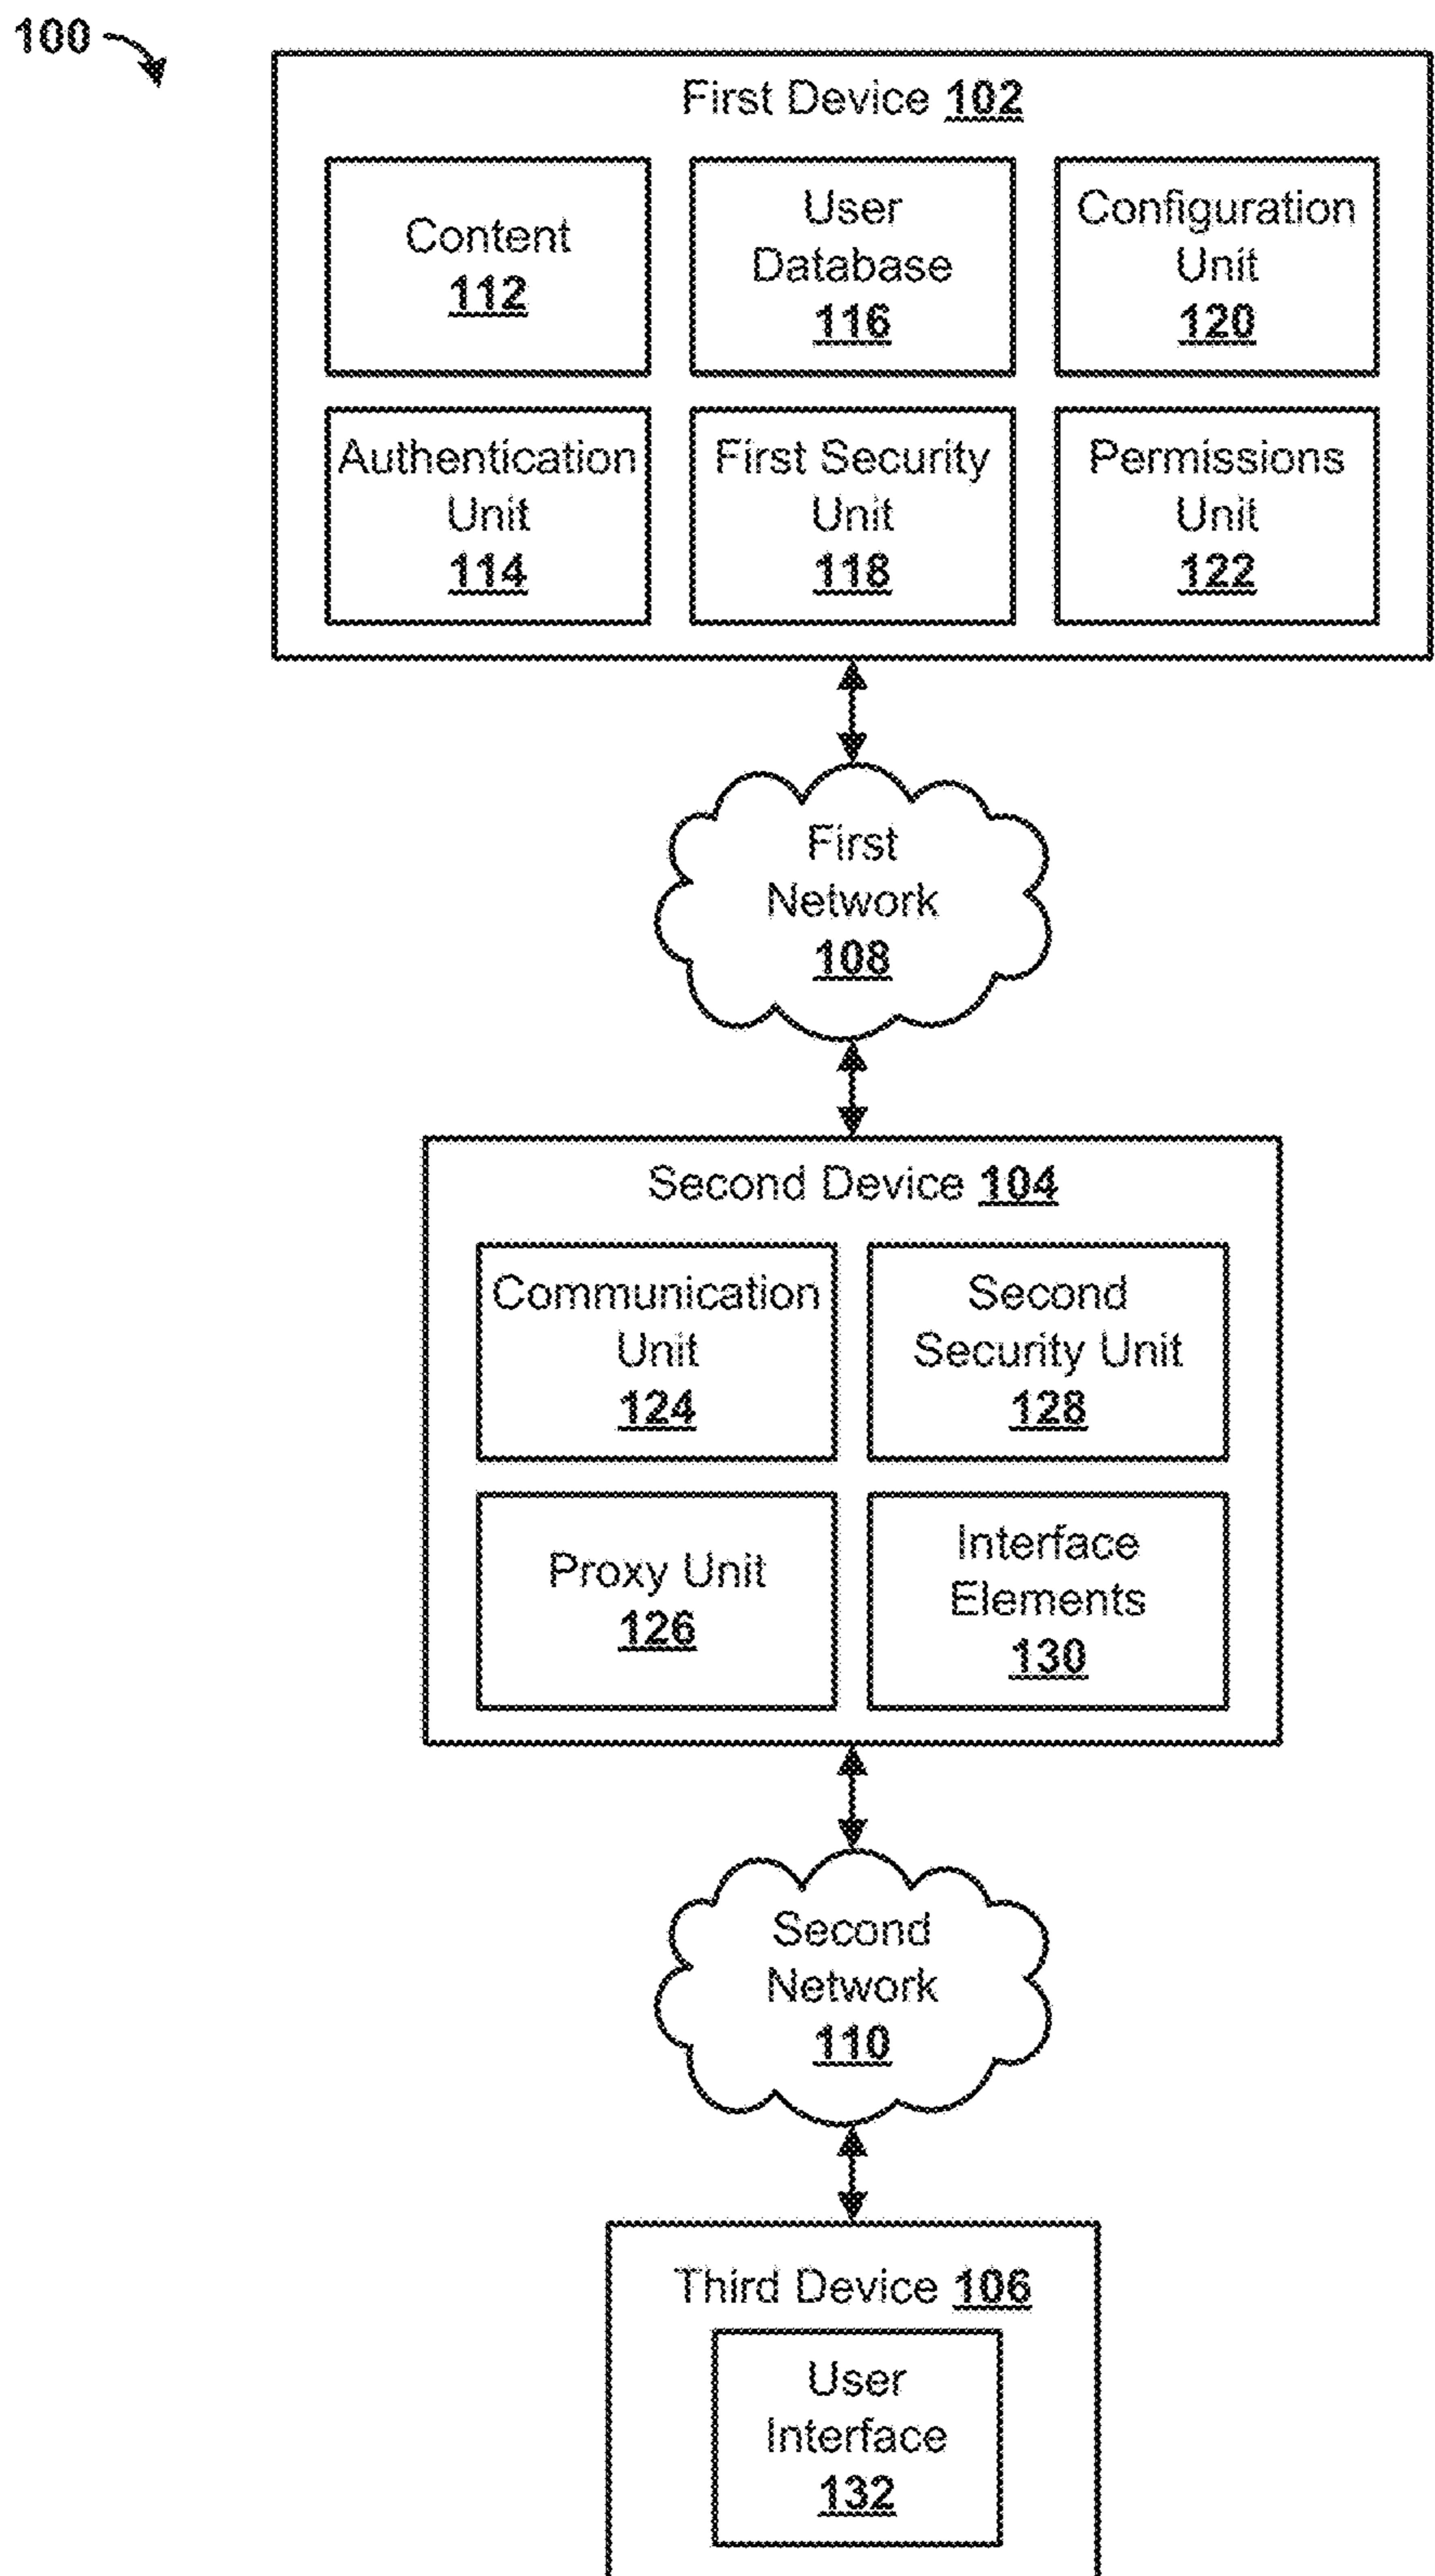 100
First Device 102
Content
112
User
Database
116
Configuration
Unit
120
Authentication
Unit
114
First Security
Unit
118
Permissions
Unit
122
First
Network
108
Second Device 104
Communication
Unit
124
Second
Security Unit
128
Proxy Unit
126
Interface
Elements
130
Second
Network
110
Third Device 106
User
Interface
132